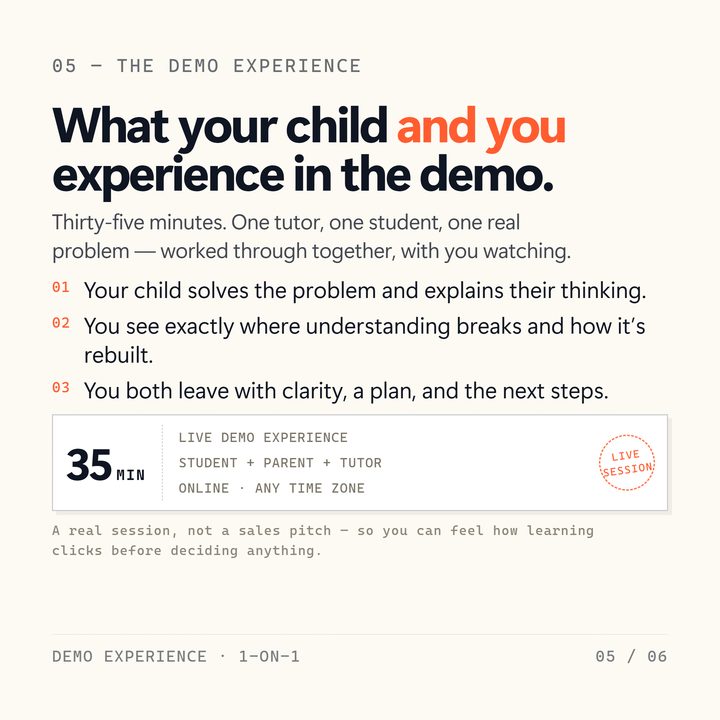 05 — THE DEMO EXPERIENCE
What your child and you
experience in the demo.
Thirty-five minutes. One tutor, one student, one real
problem — worked through together, with you watching.
01 Your child solves the problem and explains their thinking.
02 You see exactly where understanding breaks and how it’s
rebuilt.
03 You both leave with clarity, a plan, and the next steps.
35 MIN
LIVE DEMO EXPERIENCE
STUDENT + PARENT + TUTOR
ONLINE · ANY TIME ZONE
LIVE
SESSION
A real session, not a sales pitch — so you can feel how learning
clicks before deciding anything.
DEMO EXPERIENCE · 1–ON–1
05 / 06